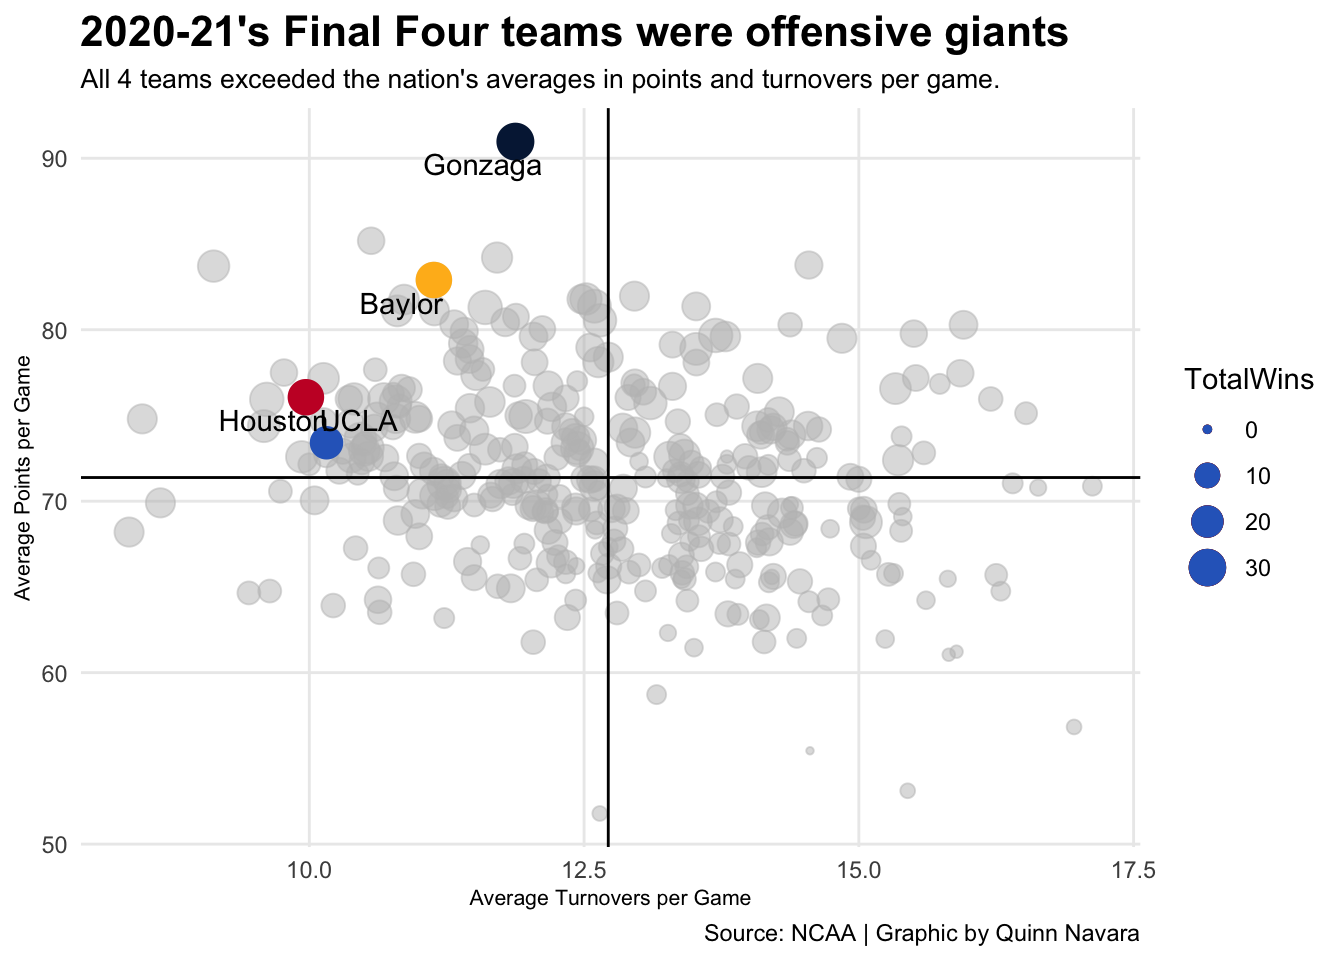 2020-21's Final Four teams were offensive giants
All 4 teams exceeded the nation's averages in points and turnovers per game.
Average Points per Game
90
80
70
60
50
Gonzaga
Baylor
Houston
UCLA
10.0
12.5
15.0
17.5
Average Turnovers per Game
TotalWins
0
10
20
30
Source: NCAA | Graphic by Quinn Navara